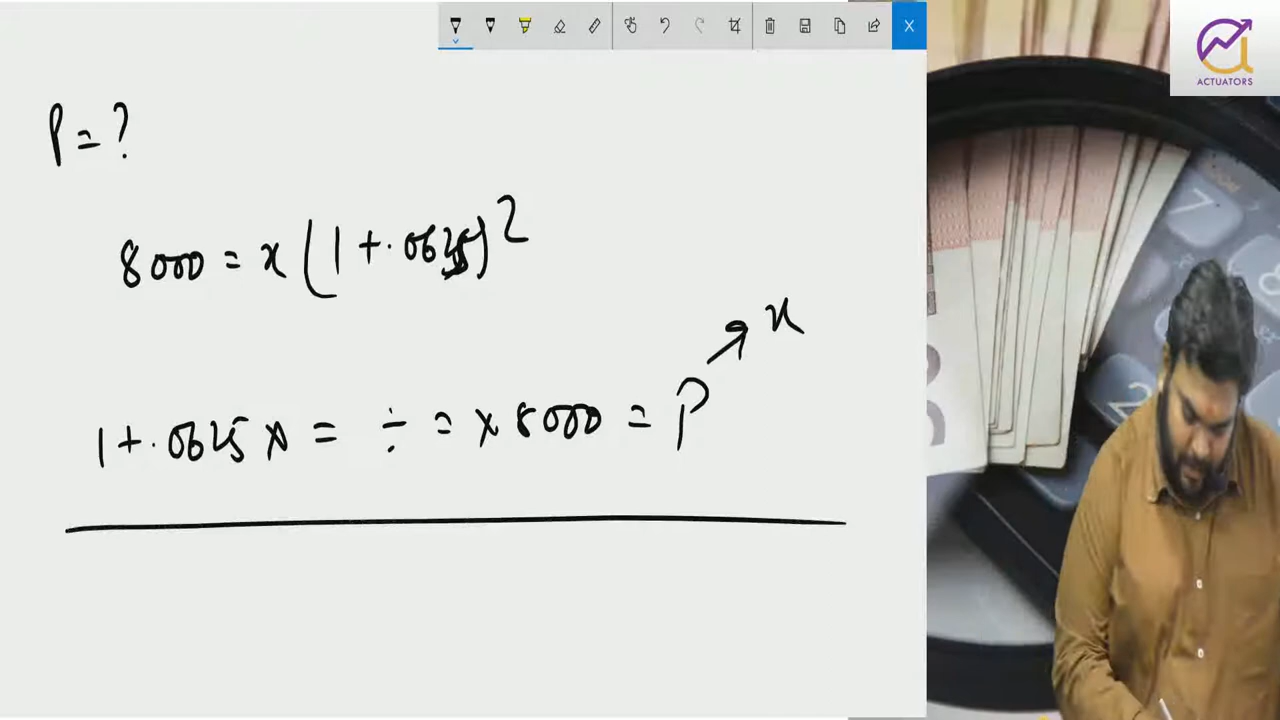 ACTUATORS
P = ?
8000 = x (1 + .0625)²
x
1 + .0625 x = ÷ = x 8000 = P